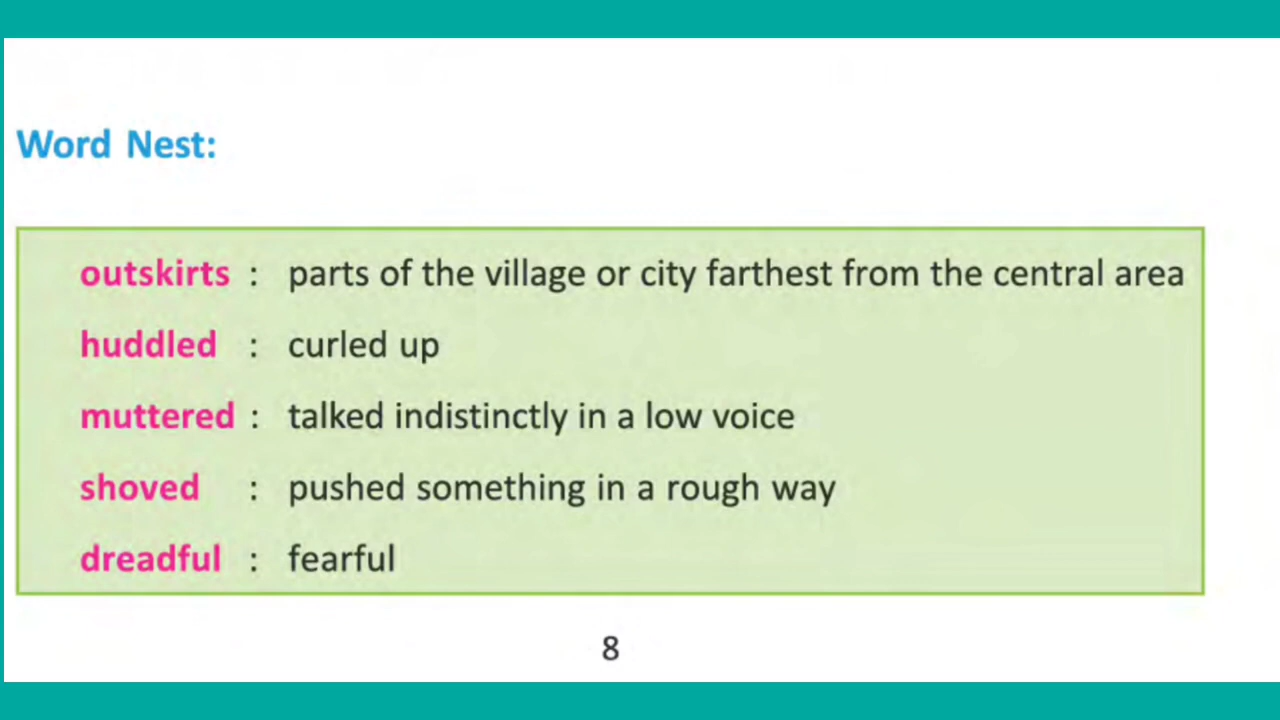 Word Nest:
outskirts : parts of the village or city farthest from the central area
huddled : curled up
muttered : talked indistinctly in a low voice
shoved : pushed something in a rough way
dreadful : fearful
8